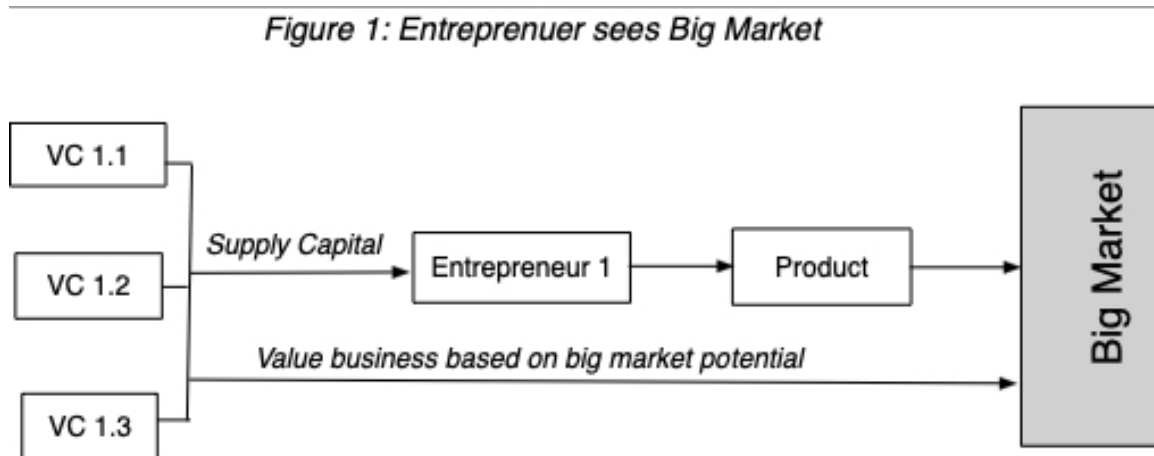 Figure 1: Entreprenuer sees Big Market
VC 1.1
Supply Capital
VC 1.2
Entrepreneur 1
Product
Big Market
Value business based on big market potential
VC 1.3